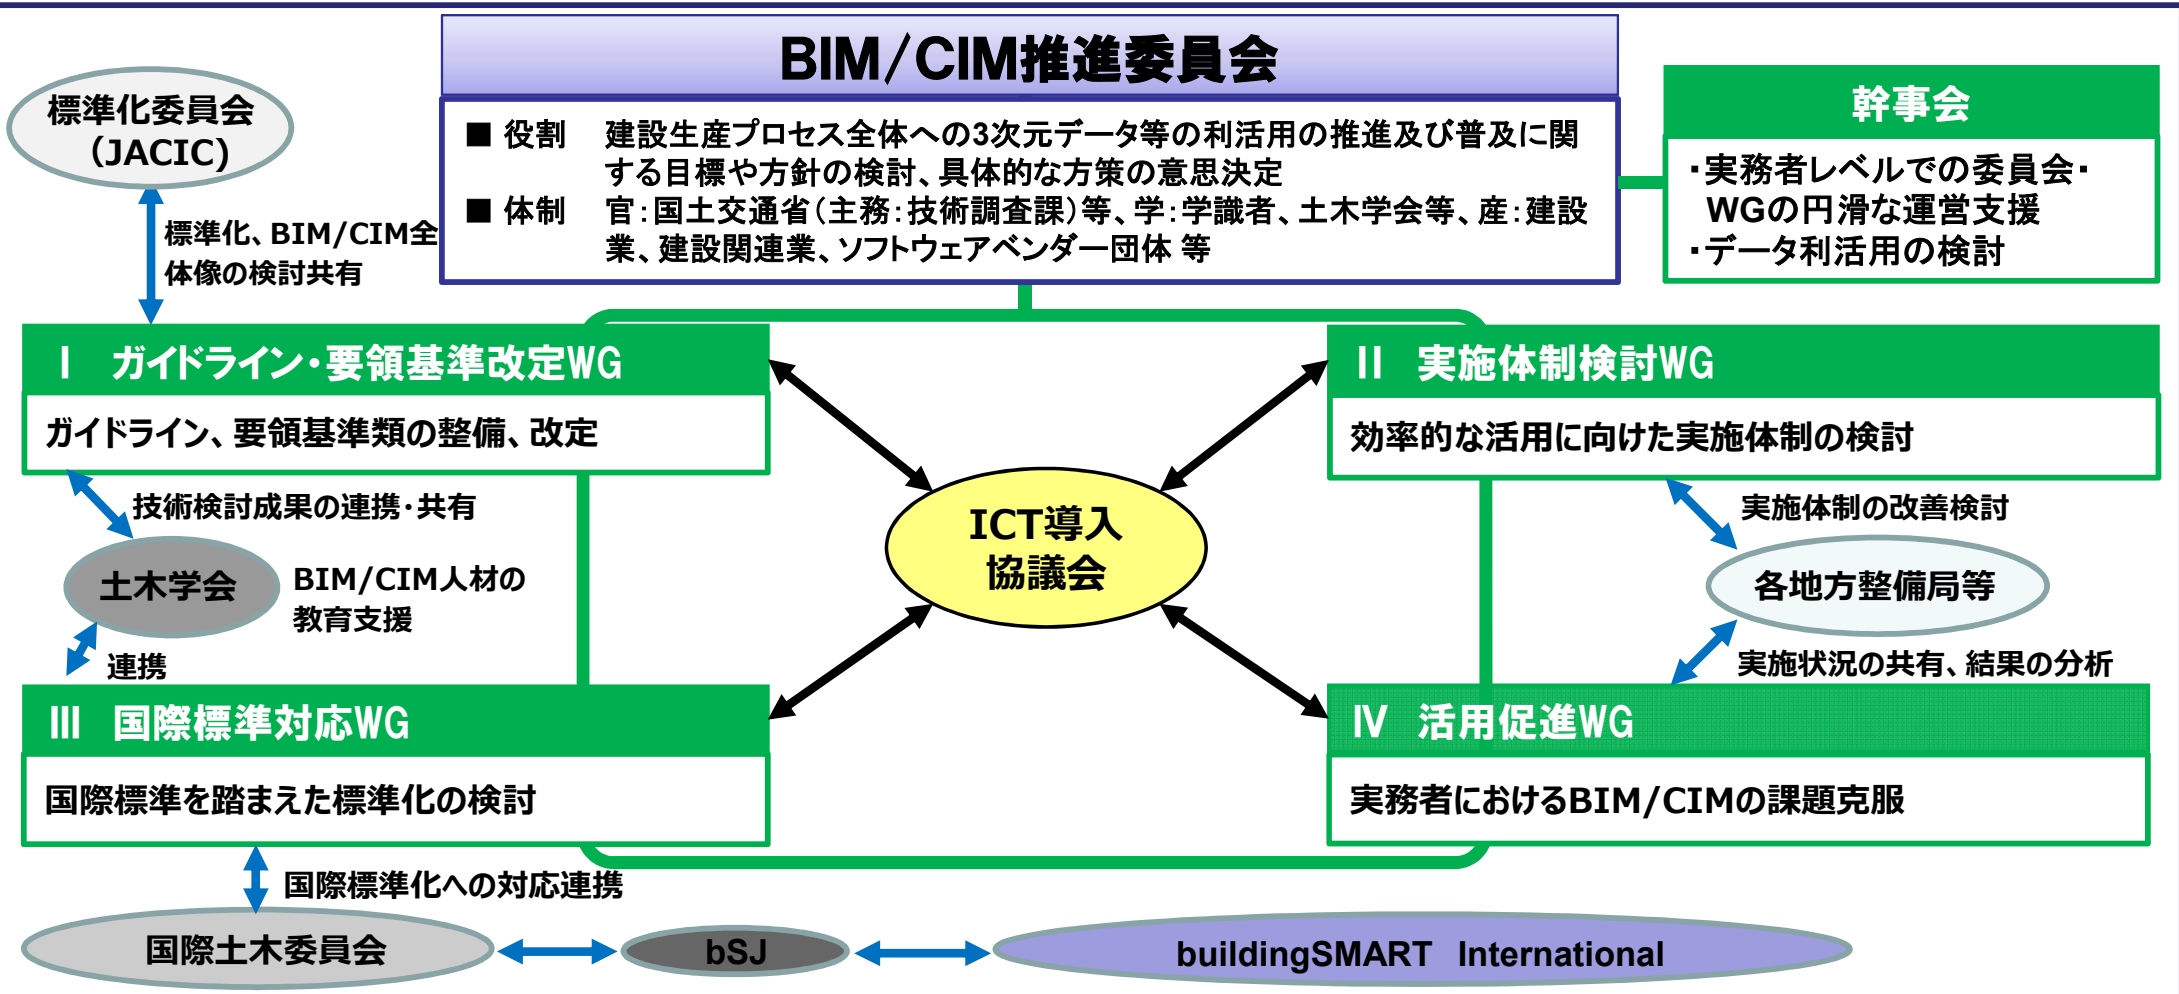 BIM/CIM推進委員会
■ 役割 建設生産プロセス全体への3次元データ等の利活用の推進及び普及に関
する目標や方針の検討、具体的な方策の意思決定
■ 体制 官:国土交通省(主務:技術調査課)等、学:学識者、土木学会等、産:建設
業、建設関連業、ソフトウェアベンダー団体 等
幹事会
・実務者レベルでの委員会・
WGの円滑な運営支援
・データ利活用の検討
標準化委員会
(JACIC)
標準化、BIM/CIM全
体像の検討共有
Ⅰ ガイドライン・要領基準改定WG
ガイドライン、要領基準類の整備、改定
Ⅱ 実施体制検討WG
効率的な活用に向けた実施体制の検討
技術検討成果の連携・共有
土木学会
BIM/CIM人材の
教育支援
連携
ICT導入
協議会
実施体制の改善検討
各地方整備局等
実施状況の共有、結果の分析
Ⅲ 国際標準対応WG
国際標準を踏まえた標準化の検討
Ⅳ 活用促進WG
実務者におけるBIM/CIMの課題克服
国際標準化への対応連携
国際土木委員会
bSJ
buildingSMART International